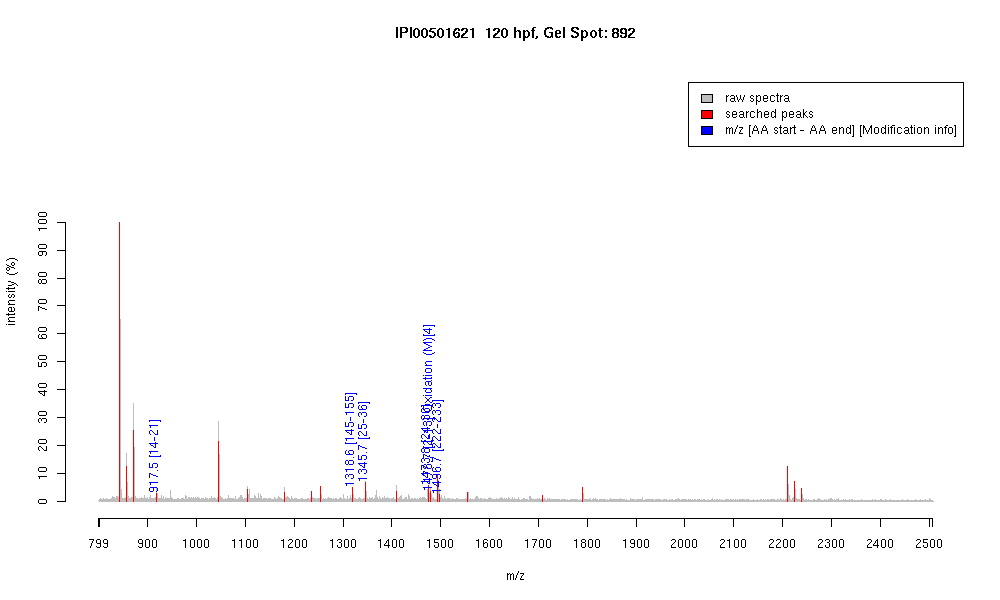 IPI00501621 120 hpf, Gel Spot: 892
raw spectra
searched peaks
m/z [AA start - AA end] [Modification info]
intensity (%)
100
90
80
70
60
50
40
30
20
10
0
917.5 [14-21]
1318.6 [145-155]
1345.7 [25-36]
1496.7 [222-233]
799 900 1000 1100 1200 1300 1400 1500 1600 1700 1800 1900 2000 2100 2200 2300 2400 2500
m/z